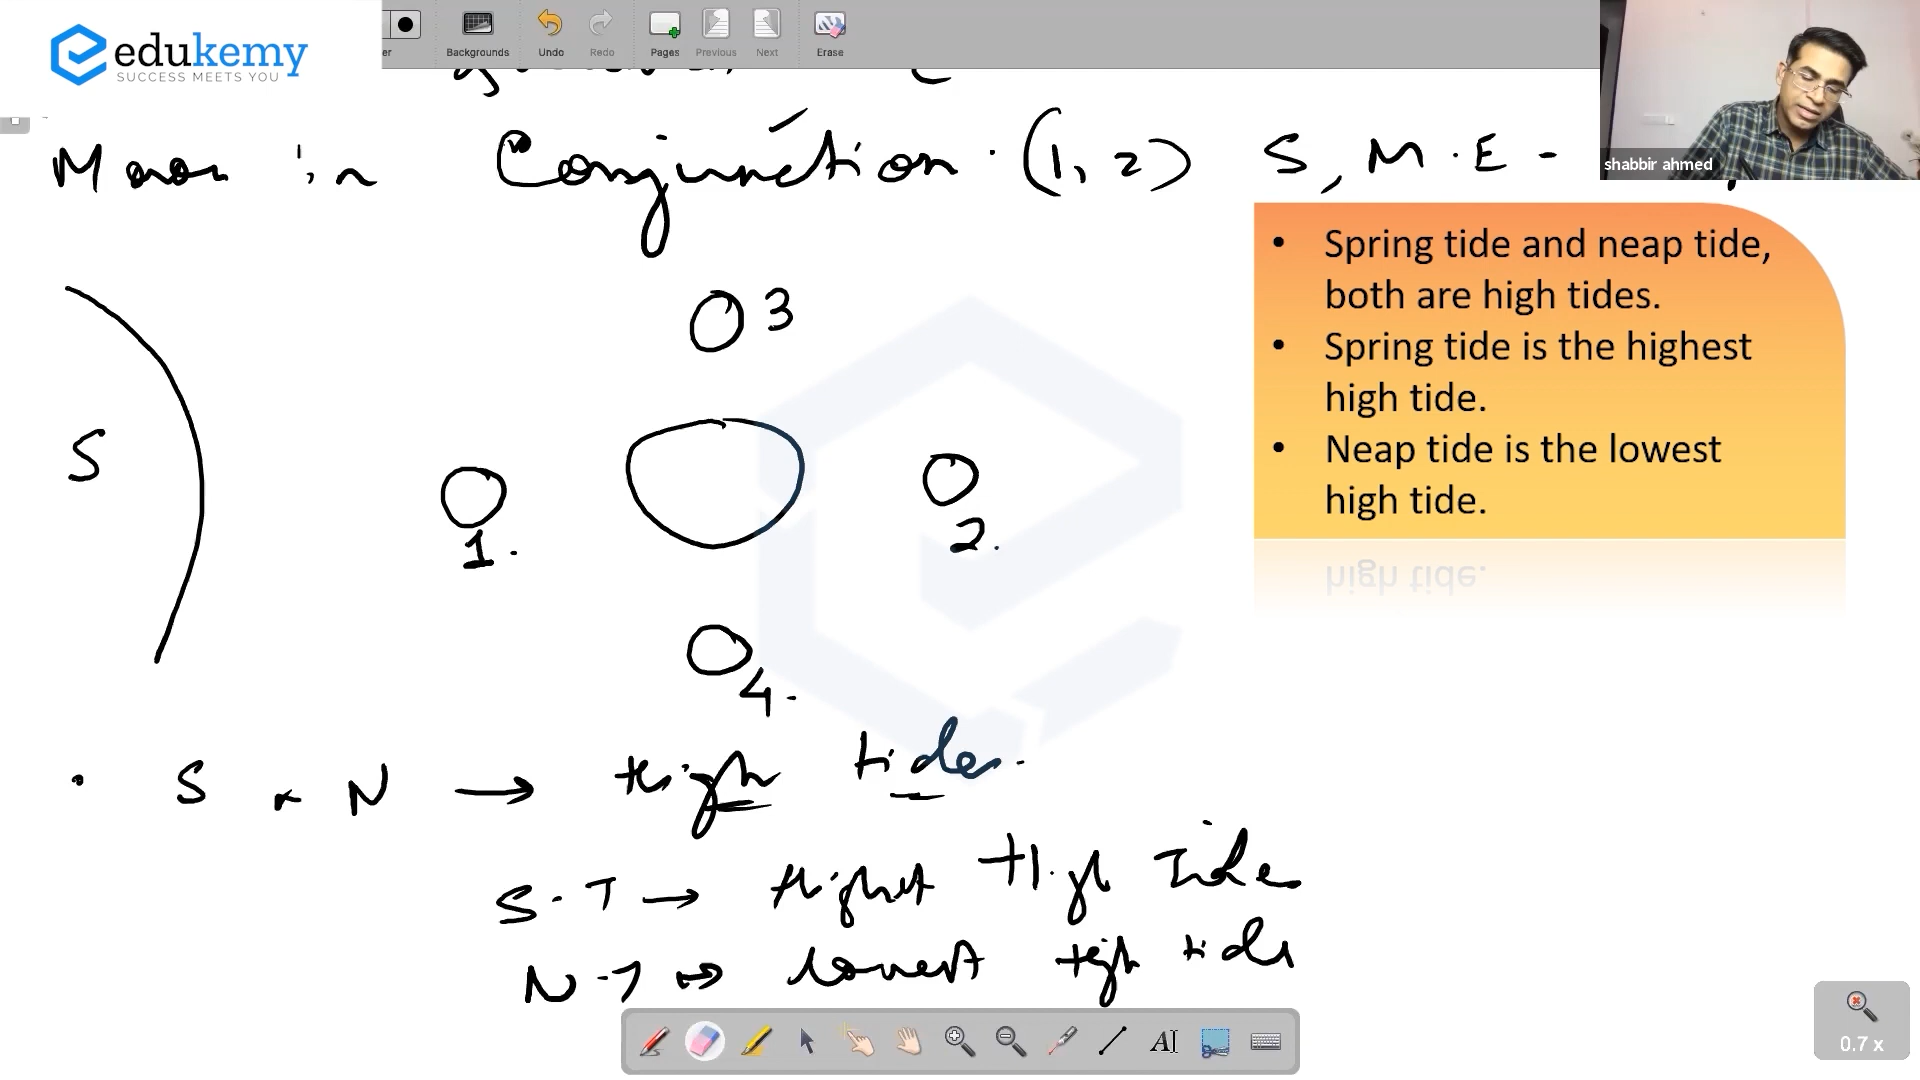 edukemy
SUCCESS MEETS YOU
Backgrounds Undo Redo Pages Previous Next Erase
shabbir ahmed
Moon in Conjunction. (1, 2) S, M. E -
• Spring tide and neap tide,
both are high tides.
• Spring tide is the highest
high tide.
• Neap tide is the lowest
high tide.
high tide.
3
S
1.
2.
4.
• S & N → High tides.
S.T → Highest High Tide
N.T → lowest High tide
0.7 x